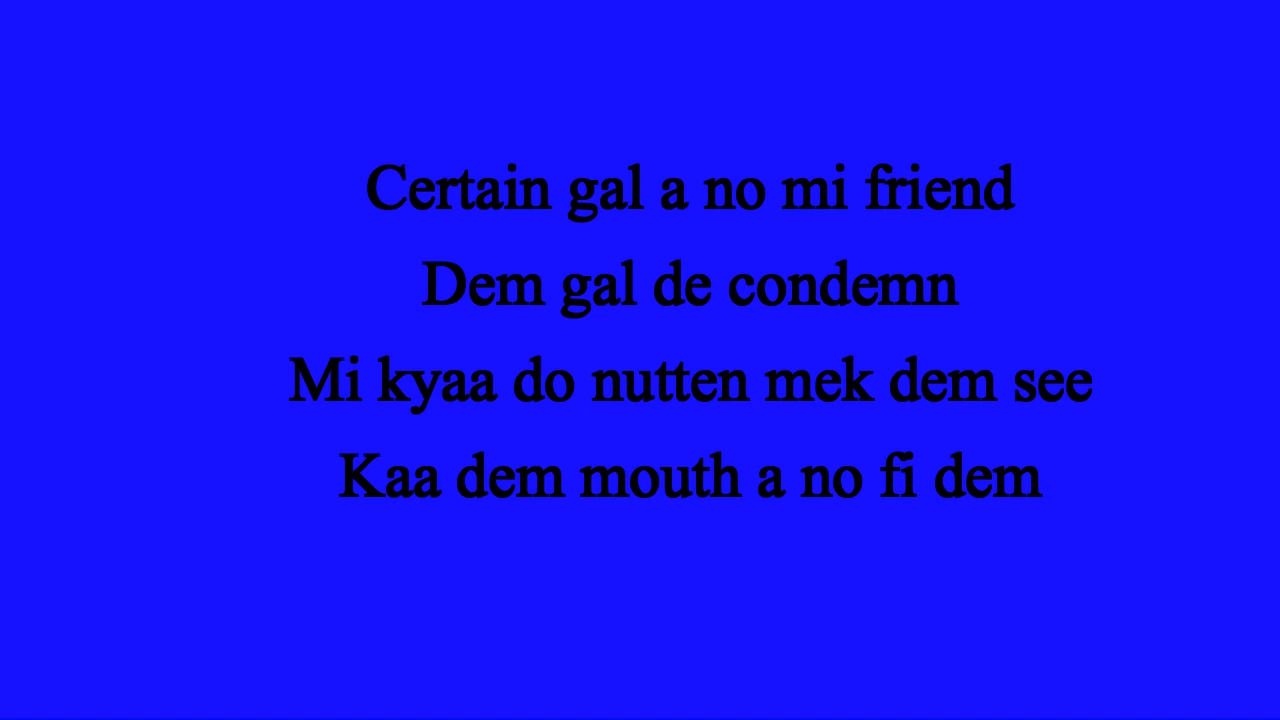 Certain gal a no mi friend
Dem gal de condemn
Mi kyaa do nutten mek dem see
Kaa dem mouth a no fi dem